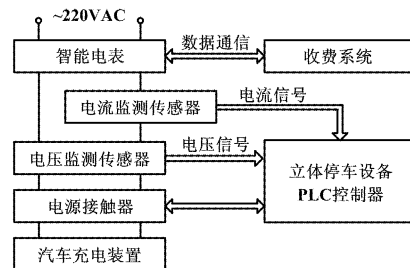 ~220VAC
智能电表
数据通信
收费系统
电流监测传感器
电流信号
电压监测传感器
电压信号
立体停车设备
PLC控制器
电源接触器
汽车充电装置